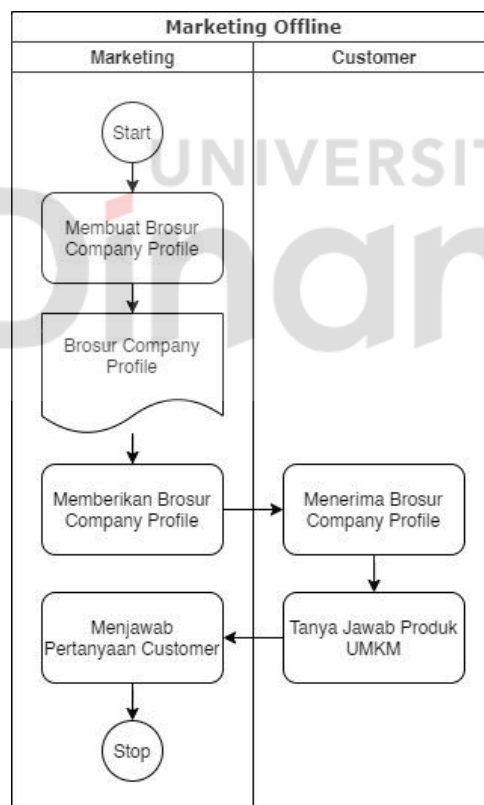 Marketing Offline
Marketing
Customer
Start
UNIVERSIT
Dinam
Membuat Brosur
Company Profile
Brosur Company
Profile
Memberikan Brosur
Company Profile
Menerima Brosur
Company Profile
Menjawab
Pertanyaan Customer
Tanya Jawab Produk
UMKM
Stop